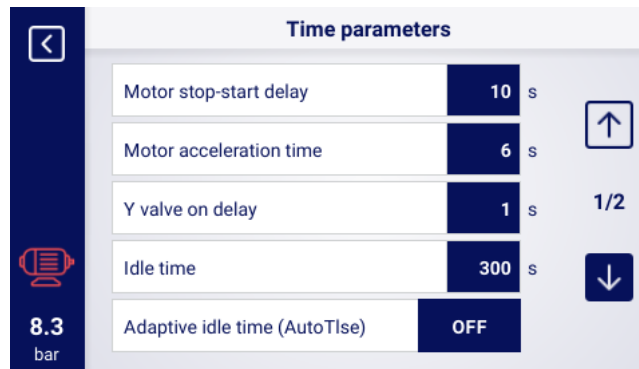 Time parameters
Motor stop-start delay 10 s
Motor acceleration time 6 s
Y valve on delay 1 s
1/2
Idle time 300 s
Adaptive idle time (AutoTlse) OFF
8.3
bar